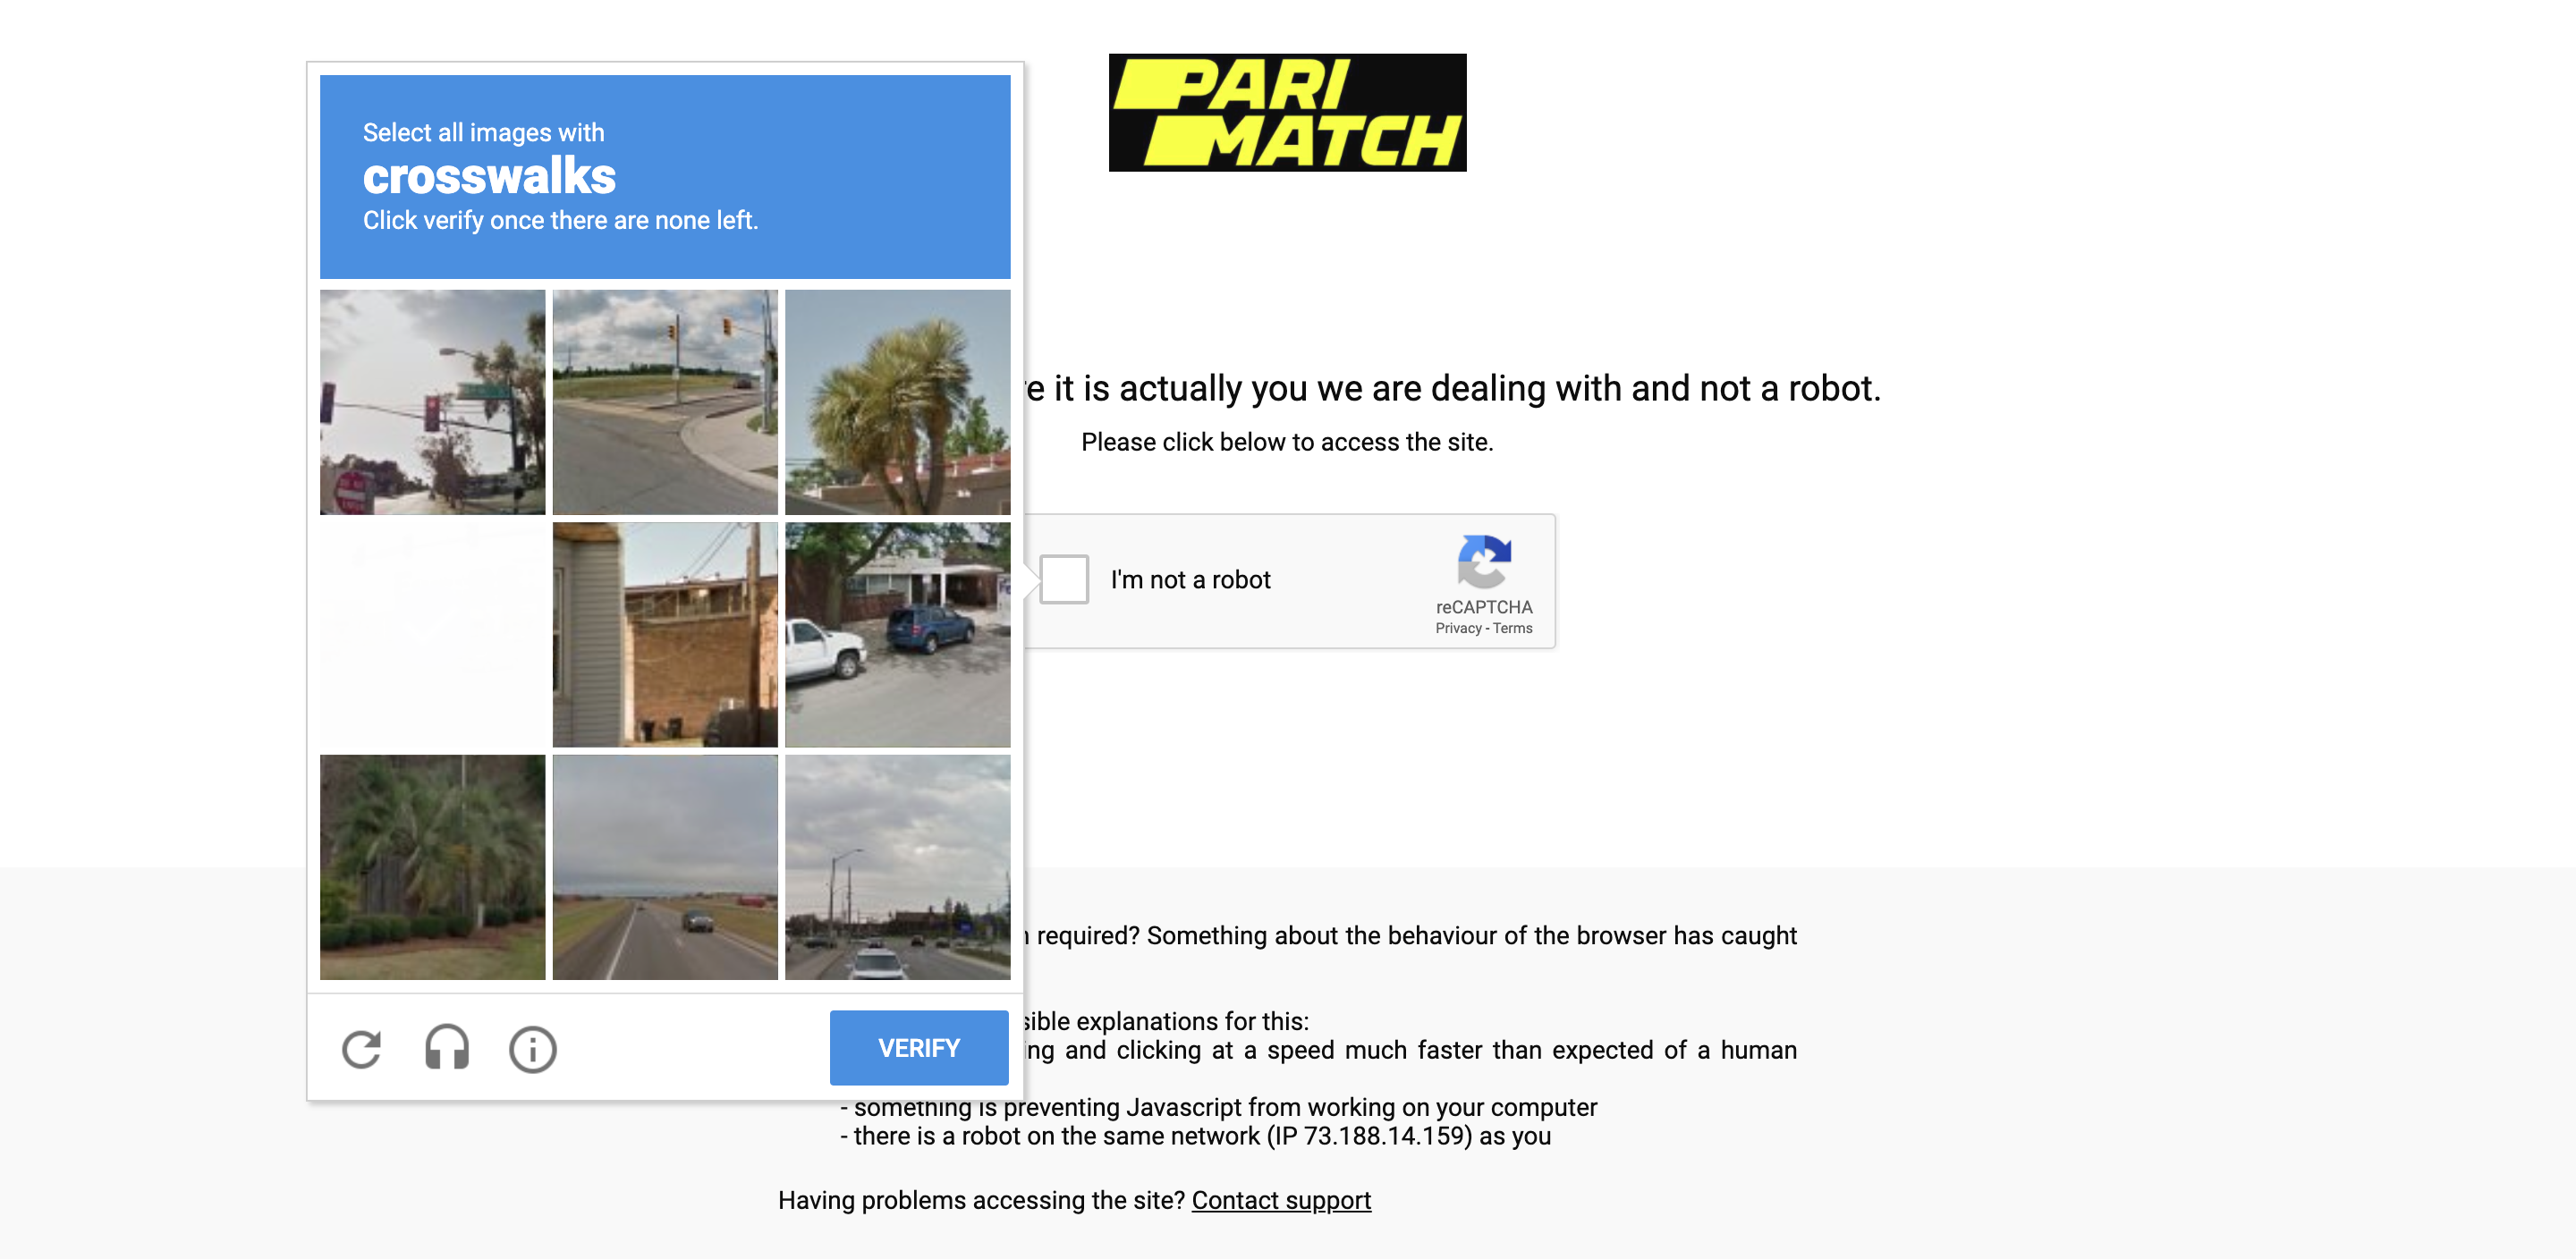 PARI
MATCH
Select all images with
crosswalks
Click verify once there are none left.
re it is actually you we are dealing with and not a robot.
Please click below to access the site.
I'm not a robot
reCAPTCHA
Privacy - Terms
required? Something about the behaviour of the browser has caught
sible explanations for this:
ing and clicking at a speed much faster than expected of a human
- something is preventing Javascript from working on your computer
- there is a robot on the same network (IP 73.188.14.159) as you
VERIFY
Having problems accessing the site? Contact support